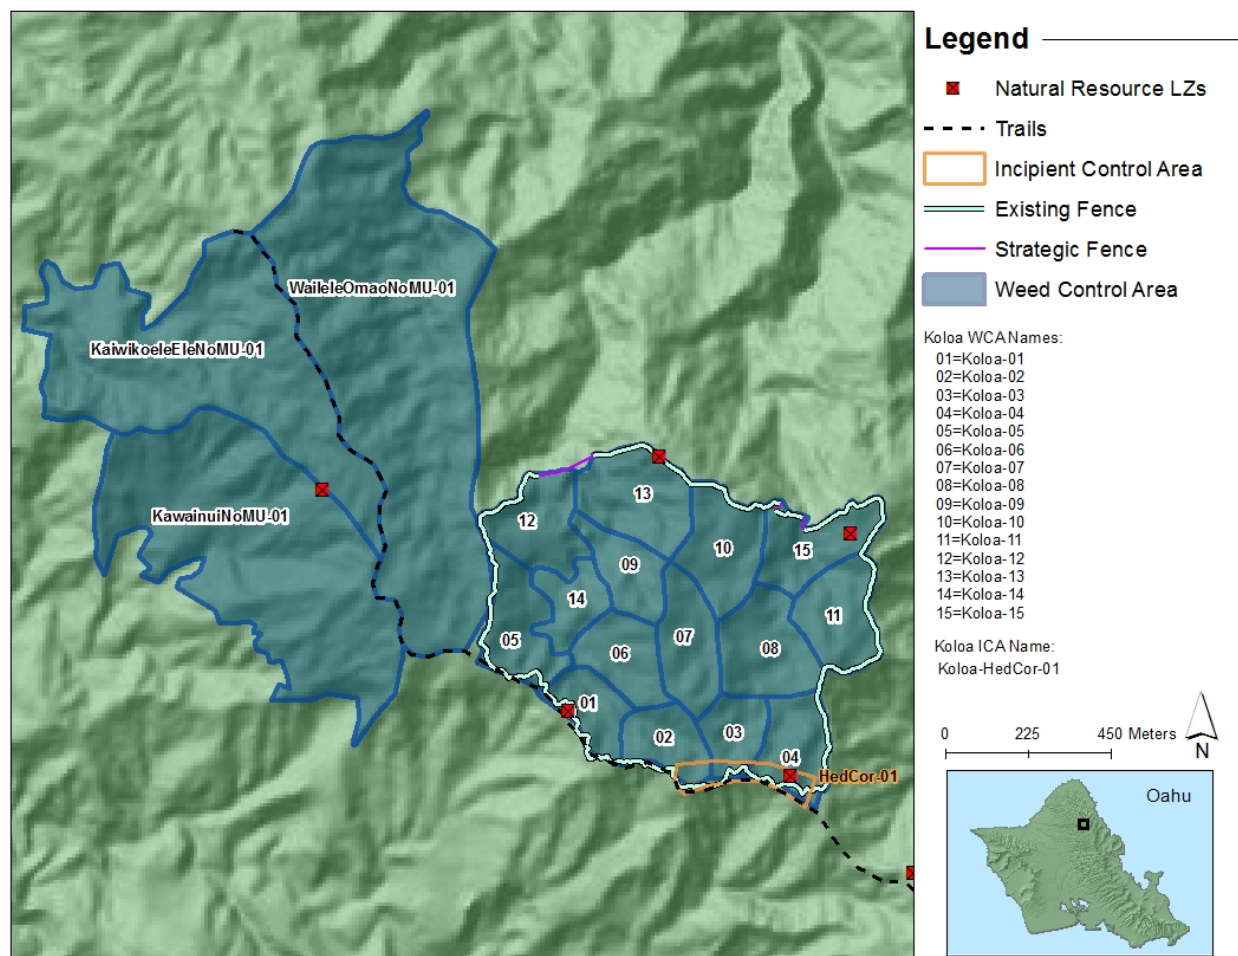 WaileleOmaoNoMU-01
KaiwikoeleEleNoMU-01
KawainuiNoMU-01
13
12
10
15
09
14
11
05
06
07
08
01
02
03
04
HedCor-01
Legend
Natural Resource LZs
Trails
Incipient Control Area
Existing Fence
Strategic Fence
Weed Control Area
Koloa WCA Names:
01=Koloa-01
02=Koloa-02
03=Koloa-03
04=Koloa-04
05=Koloa-05
06=Koloa-06
07=Koloa-07
08=Koloa-08
09=Koloa-09
10=Koloa-10
11=Koloa-11
12=Koloa-12
13=Koloa-13
14=Koloa-14
15=Koloa-15
Koloa ICA Name:
Koloa-HedCor-01
0 225 450 Meters
N
Oahu